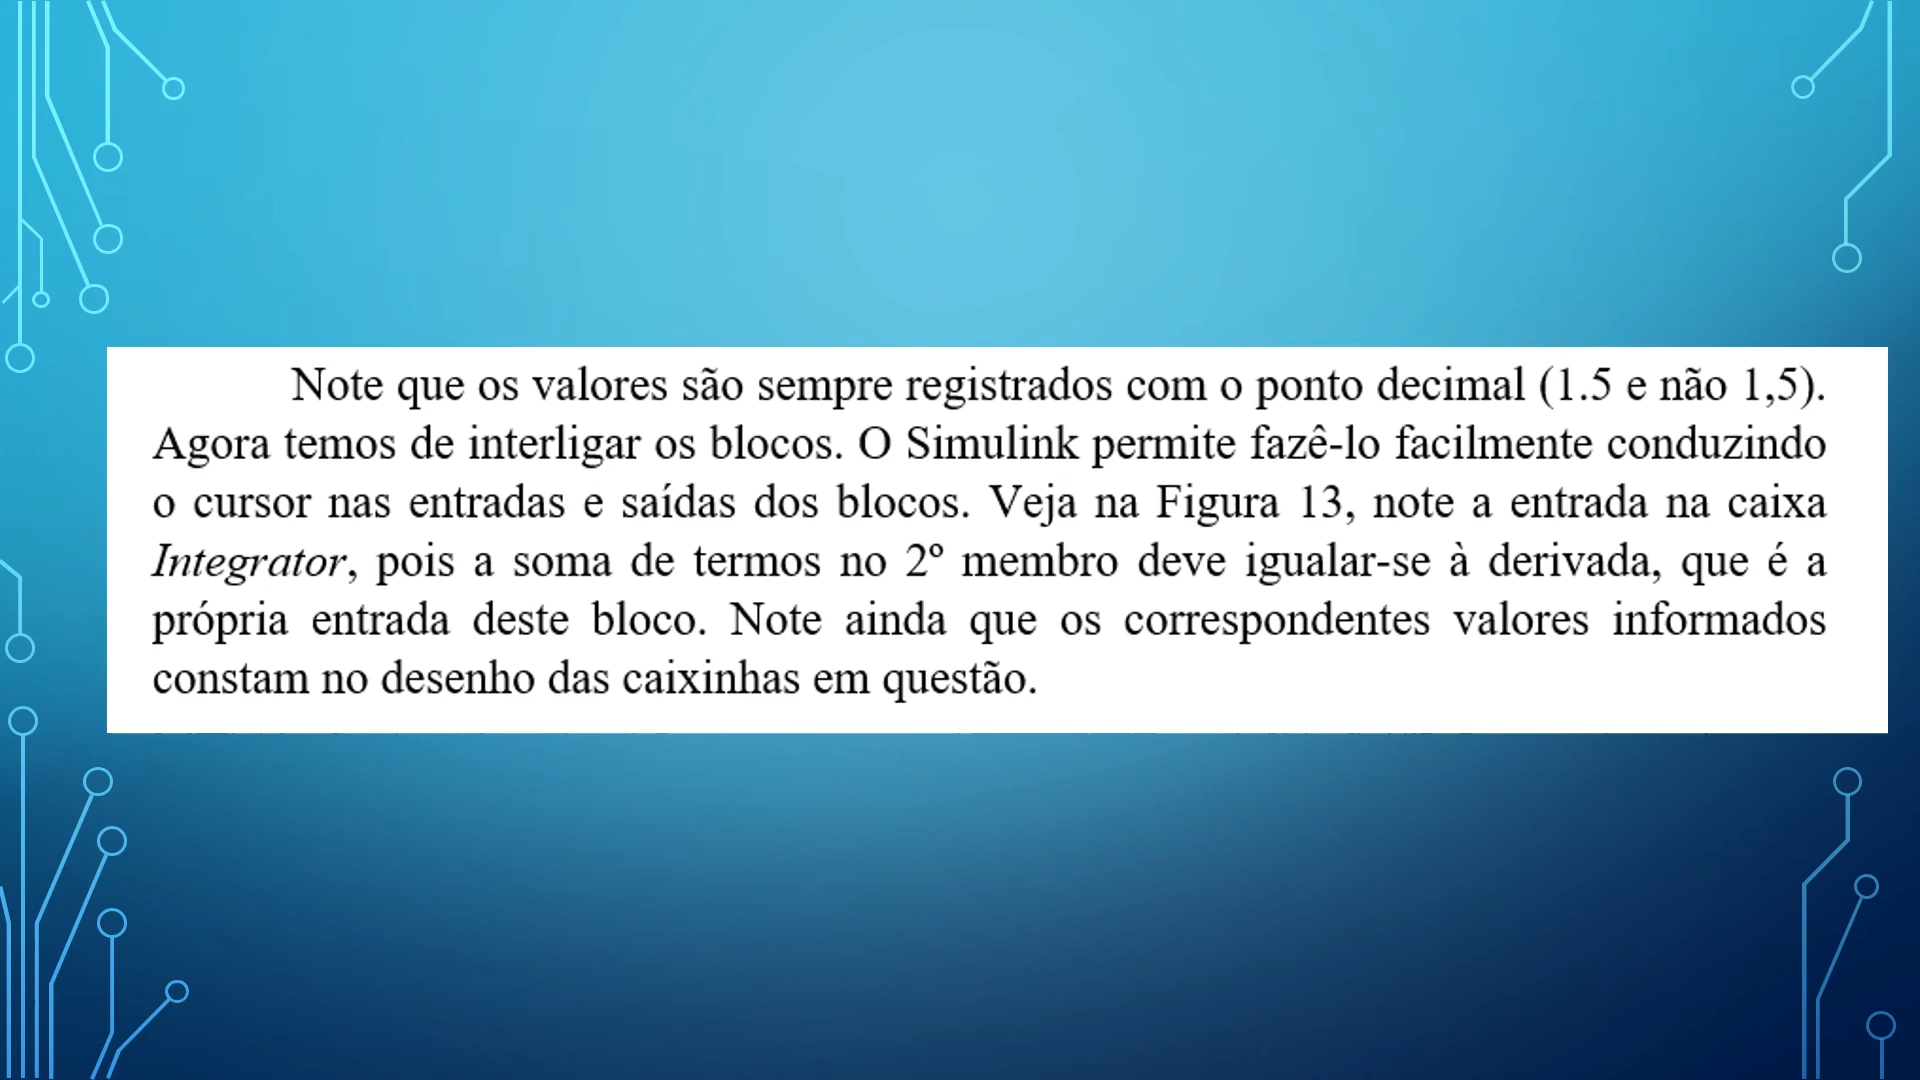 Note que os valores são sempre registrados com o ponto decimal (1.5 e não 1,5).
Agora temos de interligar os blocos. O Simulink permite fazê-lo facilmente conduzindo
o cursor nas entradas e saídas dos blocos. Veja na Figura 13, note a entrada na caixa
Integrator, pois a soma de termos no 2º membro deve igualar-se à derivada, que é a
própria entrada deste bloco. Note ainda que os correspondentes valores informados
constam no desenho das caixinhas em questão.